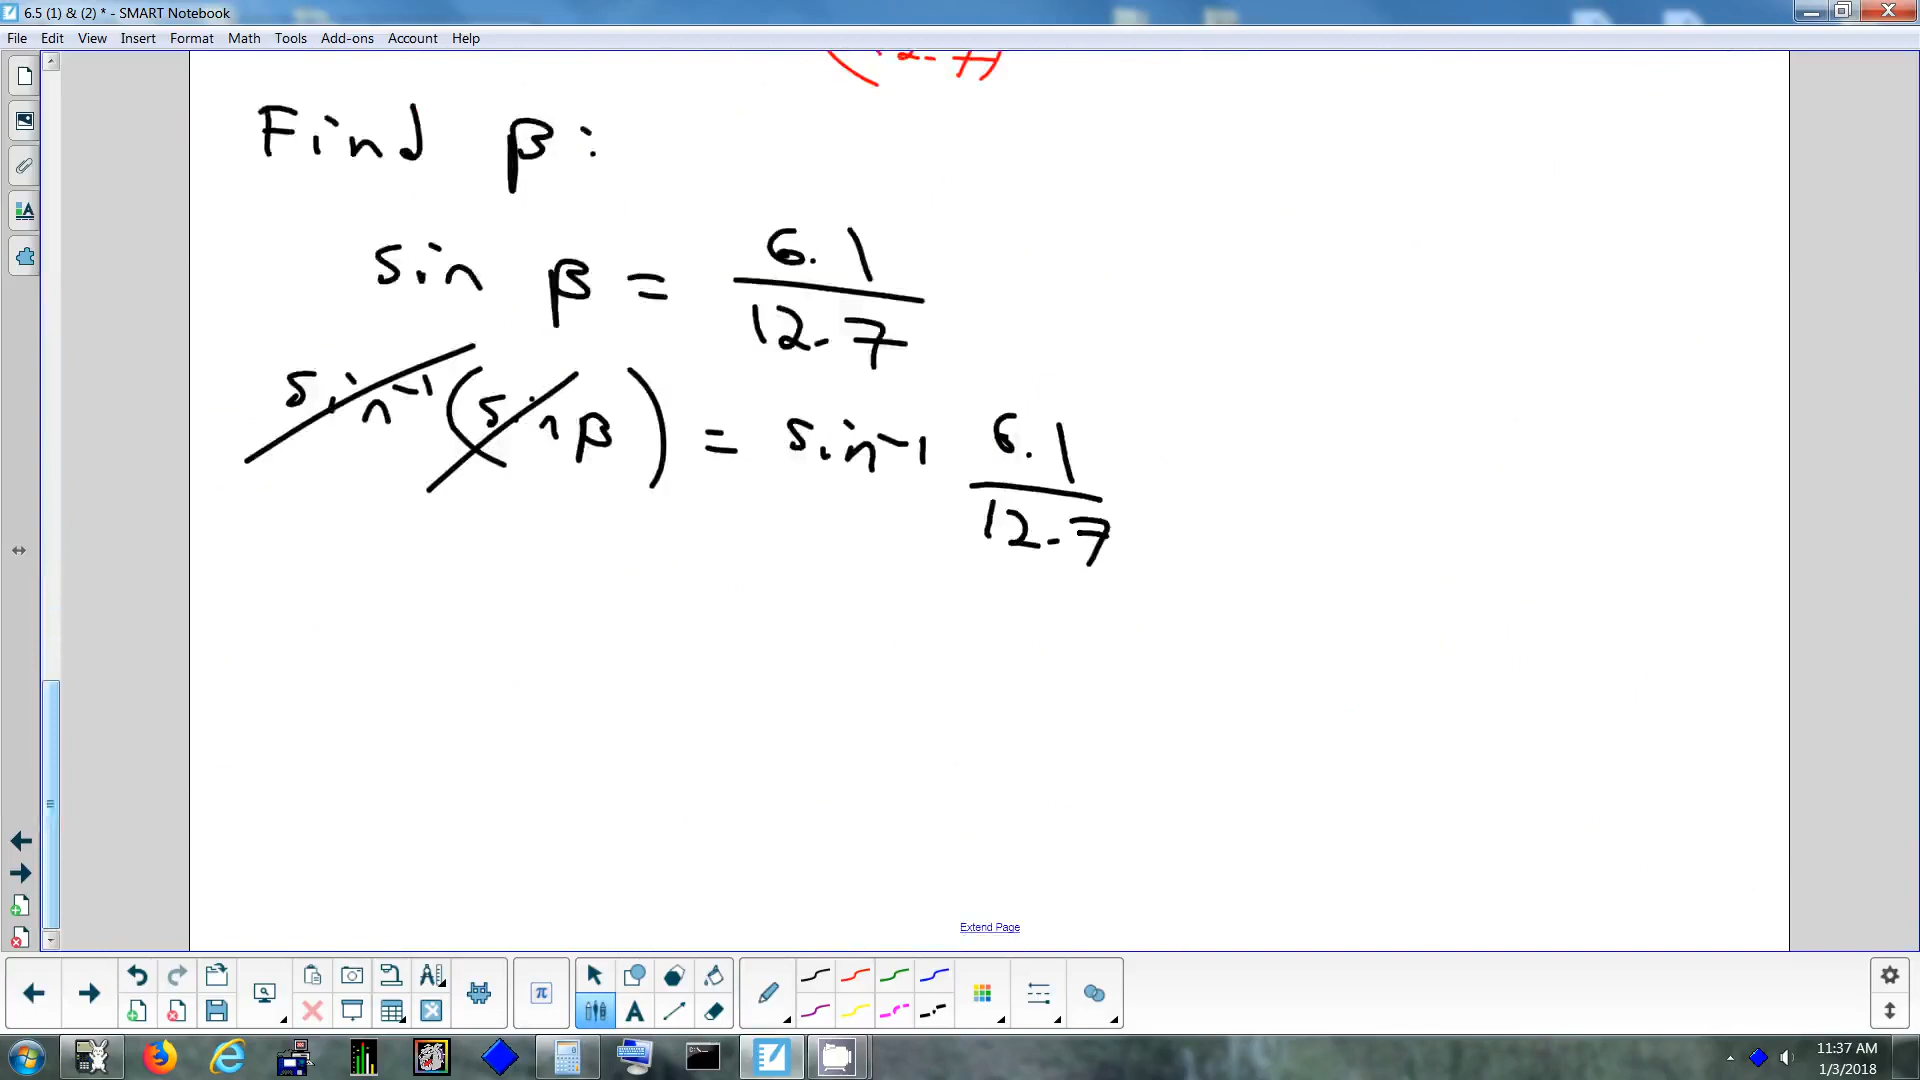 6.5 (1) & (2) * - SMART Notebook
File Edit View Insert Format Math Tools Add-ons Account Help
12.7)
Find β:
sin β = 6.1
12.7
sin⁻¹(sin β) = sin⁻¹ 6.1
12.7
Extend Page
π
A
11:37 AM
1/3/2018